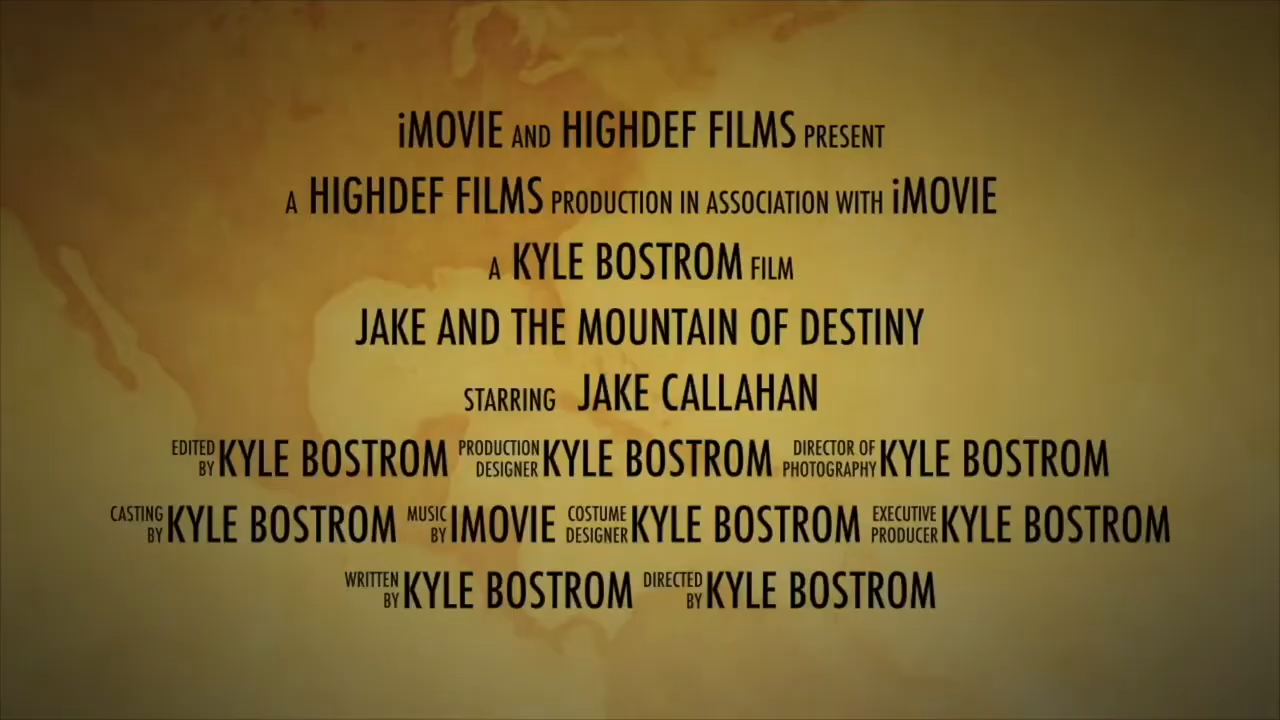 iMOVIE AND HIGHDEF FILMS PRESENT
A HIGHDEF FILMS PRODUCTION IN ASSOCIATION WITH iMOVIE
A KYLE BOSTROM FILM
JAKE AND THE MOUNTAIN OF DESTINY
STARRING JAKE CALLAHAN
EDITED BY KYLE BOSTROM PRODUCTION DESIGNER KYLE BOSTROM DIRECTOR OF PHOTOGRAPHY KYLE BOSTROM
CASTING BY KYLE BOSTROM MUSIC BY IMOVIE COSTUME DESIGNER KYLE BOSTROM EXECUTIVE PRODUCER KYLE BOSTROM
WRITTEN BY KYLE BOSTROM DIRECTED BY KYLE BOSTROM